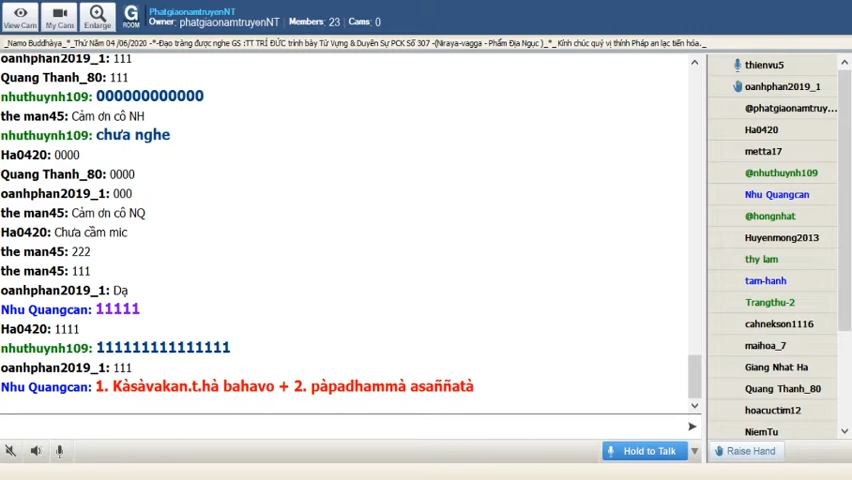 View Cam
My Cams
Enlarge
G ROOM
PhatgiaonamtruyenNT
Owner: phatgiaonamtruyenNT Members: 23 Cams: 0
_Namo Buddhàya_*_Thứ Năm 04/06/2020 -*-Đạo tràng được nghe GS :TT TRÍ ĐỨC trình bày Từ Vựng & Duyên Sự PCK Số 307 -(Niraya-vagga - Phẩm Địa Ngục )_*_ Kính chúc quý vị thính Pháp an lạc tiến hóa._
oanhphan2019_1: 111
Quang Thanh_80: 111
nhuthuynh109: 000000000000
the man45: Cảm ơn cô NH
nhuthuynh109: chưa nghe
Ha0420: 0000
Quang Thanh_80: 0000
oanhphan2019_1: 000
the man45: Cảm ơn cô NQ
Ha0420: Chưa cầm mic
the man45: 222
the man45: 111
oanhphan2019_1: Dạ
Nhu Quangcan: 11111
Ha0420: 1111
nhuthuynh109: 111111111111111
oanhphan2019_1: 111
Nhu Quangcan: 1. Kàsàvakan.t.hà bahavo + 2. pàpadhammà asaññatà
Hold to Talk
thienvu5
oanhphan2019_1
@phatgiaonamtruy...
Ha0420
metta17
@nhuthuynh109
Nhu Quangcan
@hongnhat
Huyenmong2013
thy lam
tam-hanh
Trangthu-2
cahnekson1116
maihoa_7
Giang Nhat Ha
Quang Thanh_80
hoacuctim12
NiemTu
Raise Hand